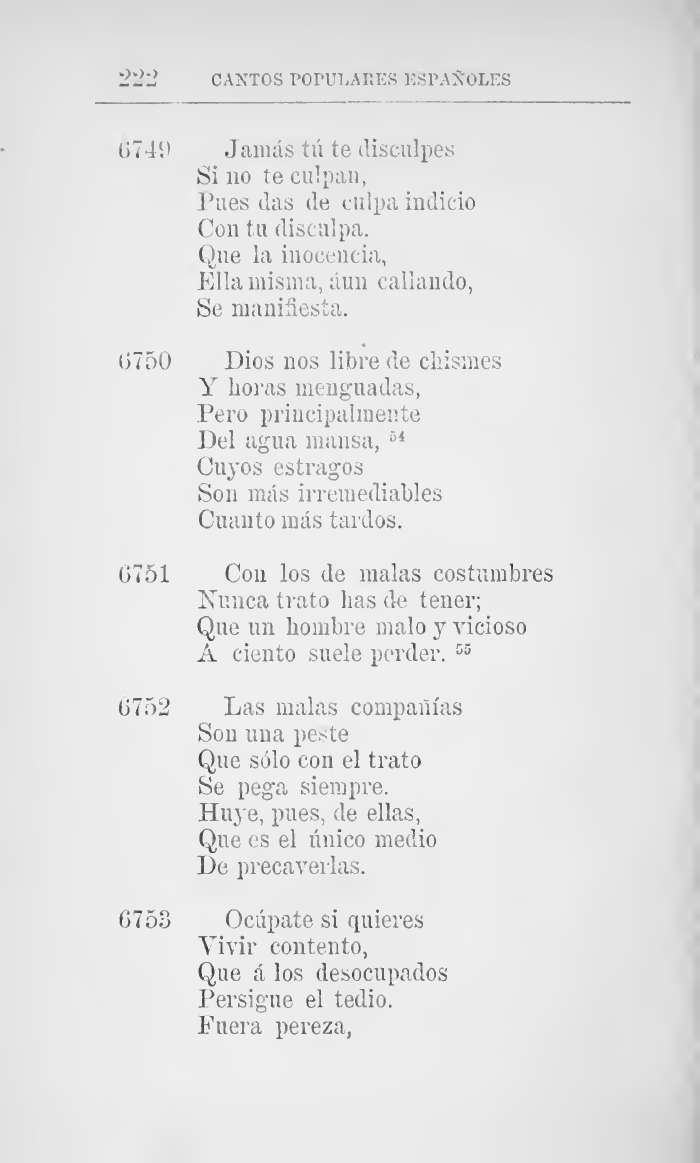 222 CANTOS POPULARES ESPAÑOLES
6749 Jamás tú te disculpes
Si no te culpan,
Pues das de culpa indicio
Con tu disculpa.
Que la inocencia,
Ella misma, áun callando,
Se manifiesta.
6750 Dios nos libre de chismes
Y horas menguadas,
Pero principalmente
Del agua mansa, 54
Cuyos estragos
Son más irremediables
Cuanto más tardos.
6751 Con los de malas costumbres
Nunca trato has de tener;
Que un hombre malo y vicioso
Á ciento suele perder. 55
6752 Las malas compañías
Son una peste
Que sólo con el trato
Se pega siempre.
Huye, pues, de ellas,
Que es el único medio
De precaverlas.
6753 Ocúpate si quieres
Vivir contento,
Que á los desocupados
Persigue el tedio.
Fuera pereza,